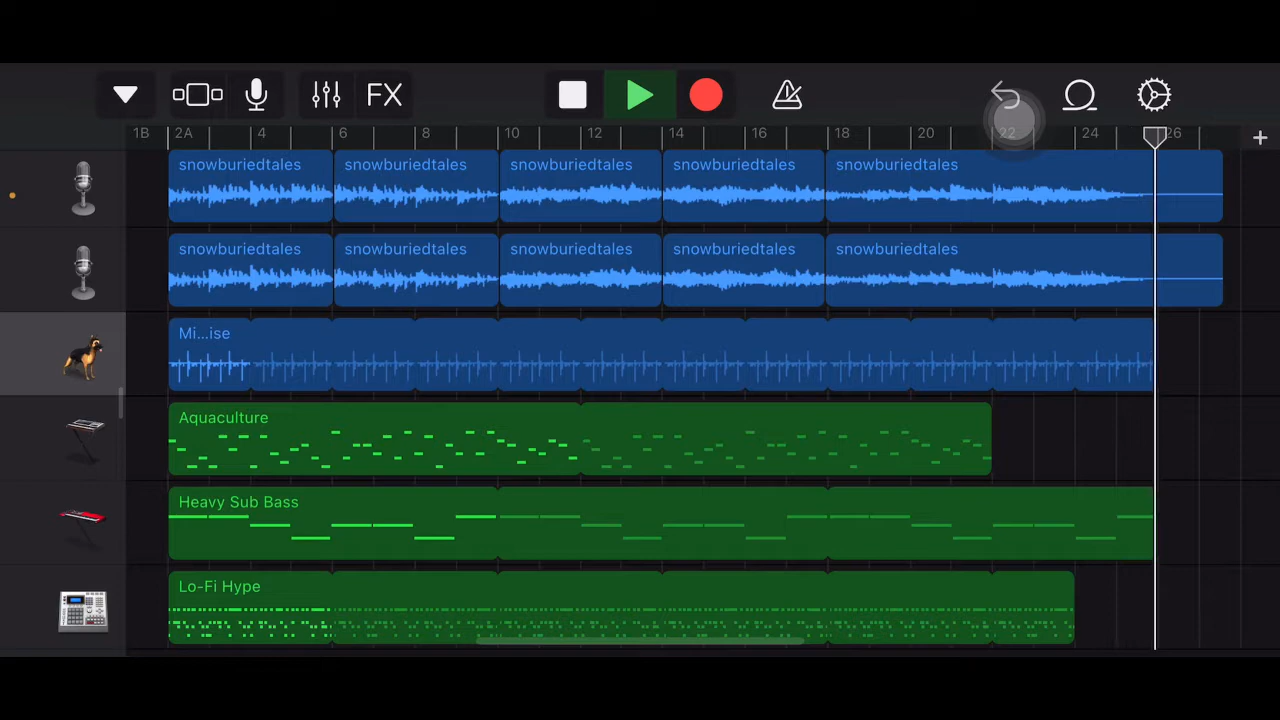 FX
1B 2A 4 6 8 10 12 14 16 18 20 22 24 26 +
snowburiedtales snowburiedtales snowburiedtales snowburiedtales snowburiedtales
snowburiedtales snowburiedtales snowburiedtales snowburiedtales snowburiedtales
Mi...ise
Aquaculture
Heavy Sub Bass
Lo-Fi Hype